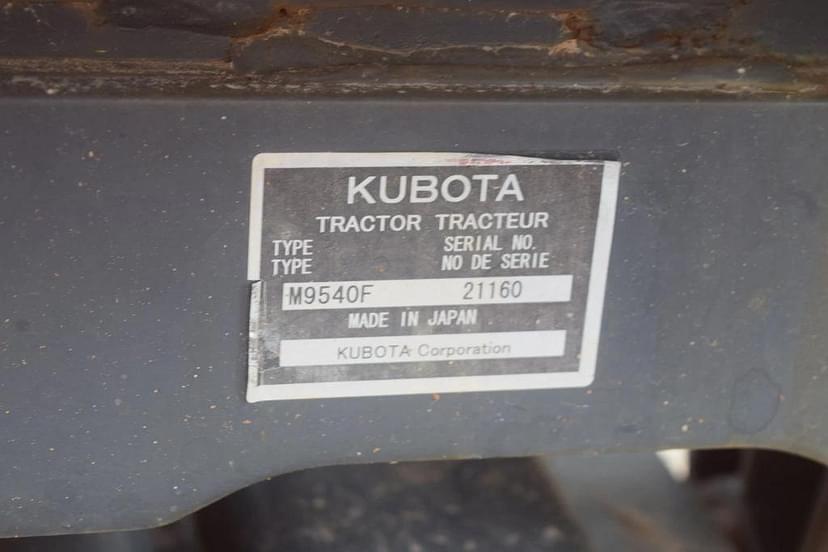 KUBOTA
TRACTOR TRACTEUR
TYPE SERIAL NO.
TYPE NO DE SERIE
M9540F 21160
MADE IN JAPAN
KUBOTA Corporation